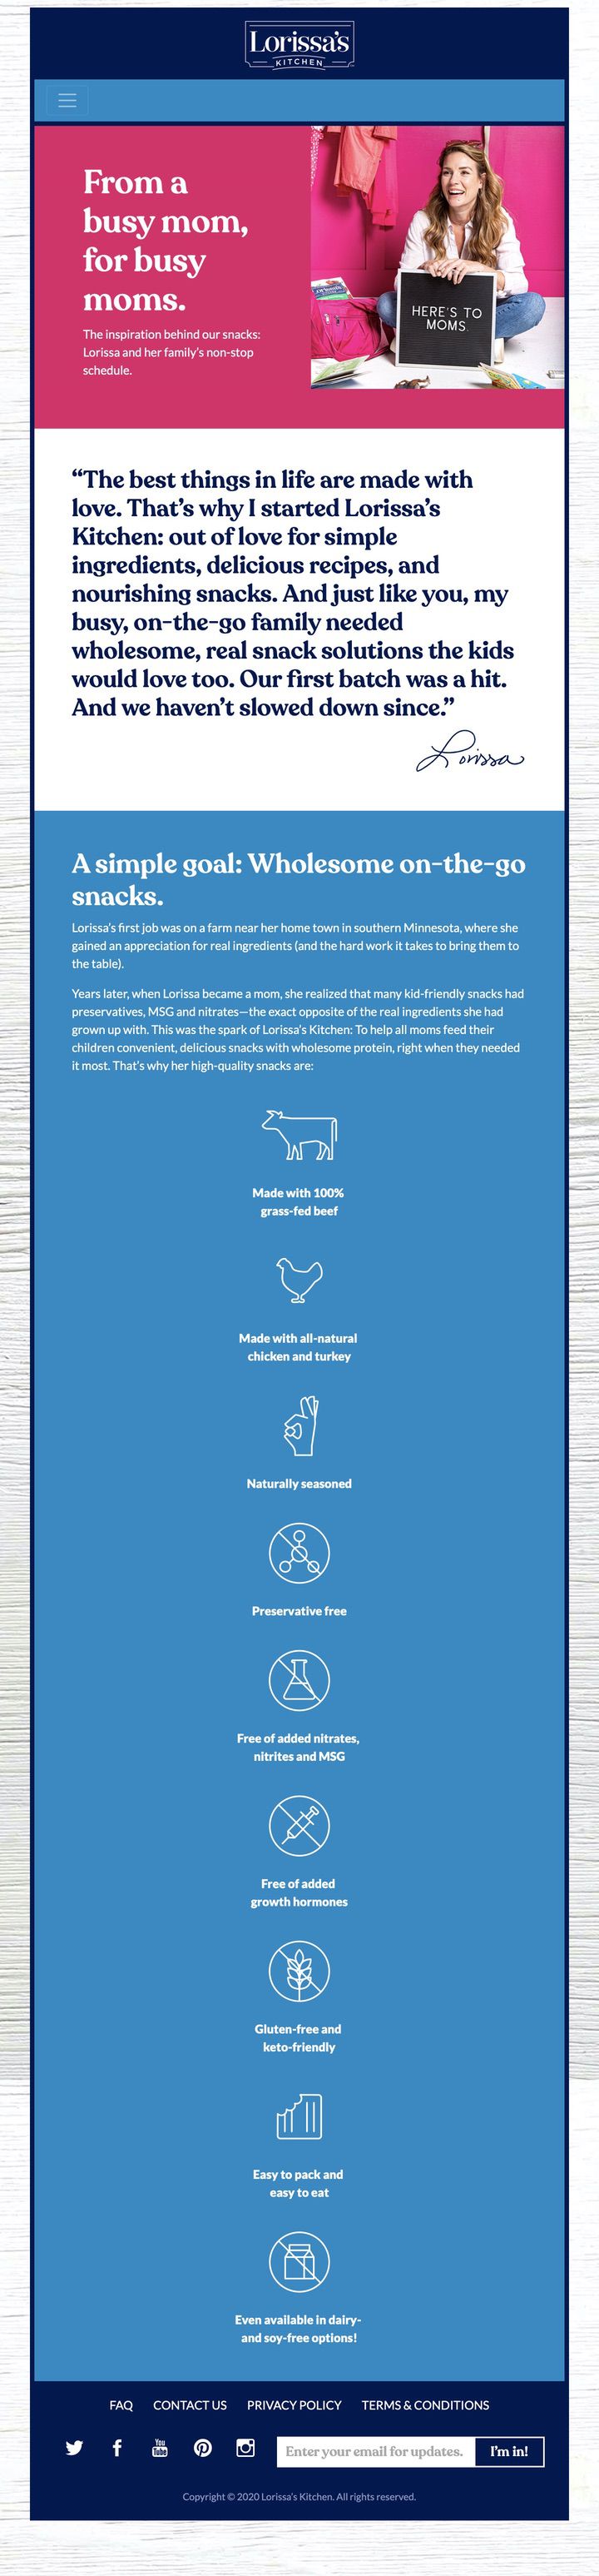 Lorissa's
KITCHEN
From a
busy mom,
for busy
moms.
The inspiration behind our snacks:
Lorissa and her family's non-stop
schedule.
HERE'S TO
MOMS.
“The best things in life are made with
love. That's why I started Lorissa's
Kitchen: out of love for simple
ingredients, delicious recipes, and
nourishing snacks. And just like you, my
busy, on-the-go family needed
wholesome, real snack solutions the kids
would love too. Our first batch was a hit.
And we haven't slowed down since.”
Lorissa
A simple goal: Wholesome on-the-go
snacks.
Lorissa's first job was on a farm near her home town in southern Minnesota, where she
gained an appreciation for real ingredients (and the hard work it takes to bring them to
the table).
Years later, when Lorissa became a mom, she realized that many kid-friendly snacks had
preservatives, MSG and nitrates—the exact opposite of the real ingredients she had
grown up with. This was the spark of Lorissa's Kitchen: To help all moms feed their
children convenient, delicious snacks with wholesome protein, right when they needed
it most. That's why her high-quality snacks are:
Made with 100%
grass-fed beef
Made with all-natural
chicken and turkey
Naturally seasoned
Preservative free
Free of added nitrates,
nitrites and MSG
Free of added
growth hormones
Gluten-free and
keto-friendly
Easy to pack and
easy to eat
Even available in dairy-
and soy-free options!
FAQ CONTACT US PRIVACY POLICY TERMS & CONDITIONS
You
Tube
Enter your email for updates. I'm in!
Copyright © 2020 Lorissa's Kitchen. All rights reserved.